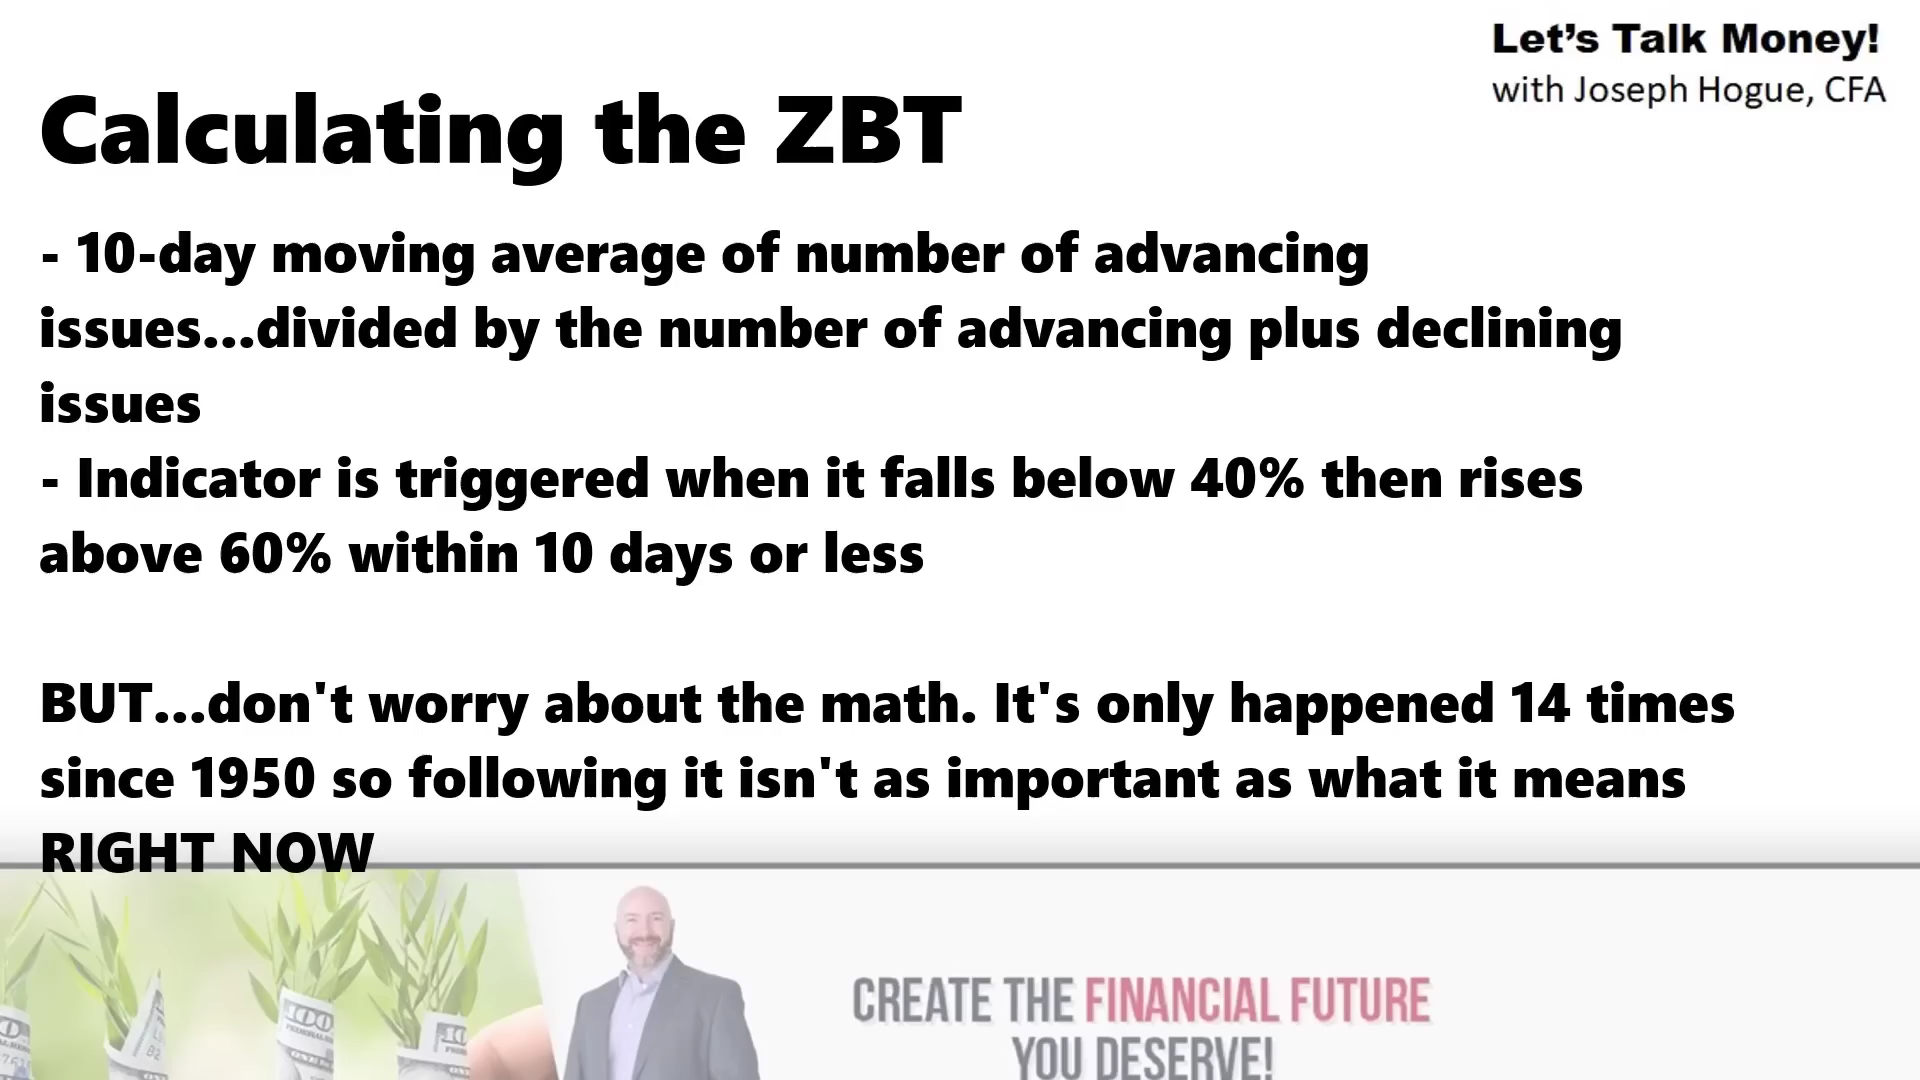 Let's Talk Money!
with Joseph Hogue, CFA
Calculating the ZBT
- 10-day moving average of number of advancing
issues...divided by the number of advancing plus declining
issues
- Indicator is triggered when it falls below 40% then rises
above 60% within 10 days or less
BUT...don't worry about the math. It's only happened 14 times
since 1950 so following it isn't as important as what it means
RIGHT NOW
CREATE THE FINANCIAL FUTURE
YOU DESERVE!